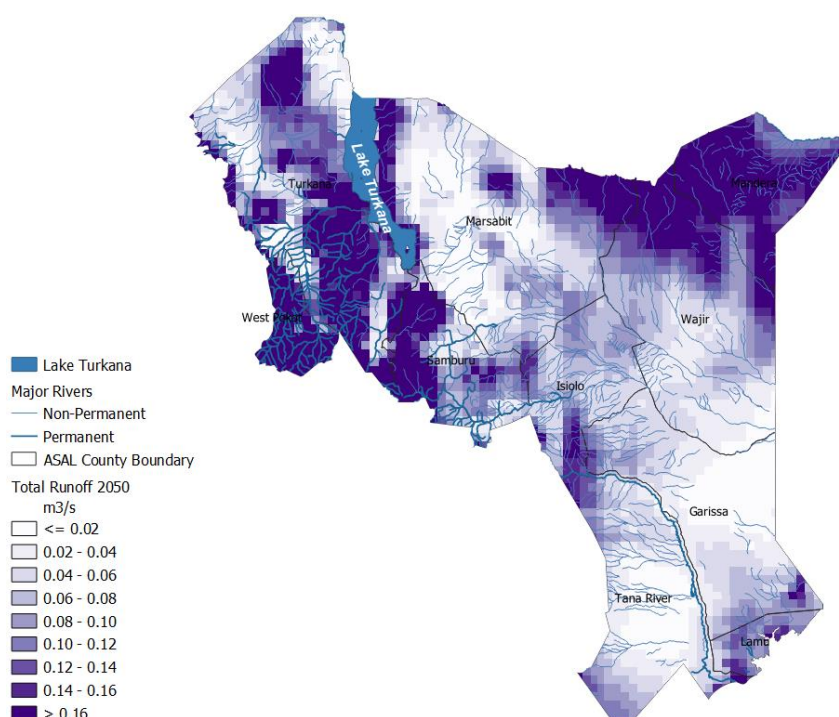 Lake Turkana
Turkana
Marsabit
Mandera
West Pokot
Wajir
Samburu
Isiolo
Garissa
Tana River
Lamu
Lake Turkana
Major Rivers
Non-Permanent
Permanent
ASAL County Boundary
Total Runoff 2050
m3/s
<= 0.02
0.02 - 0.04
0.04 - 0.06
0.06 - 0.08
0.08 - 0.10
0.10 - 0.12
0.12 - 0.14
0.14 - 0.16
> 0.16